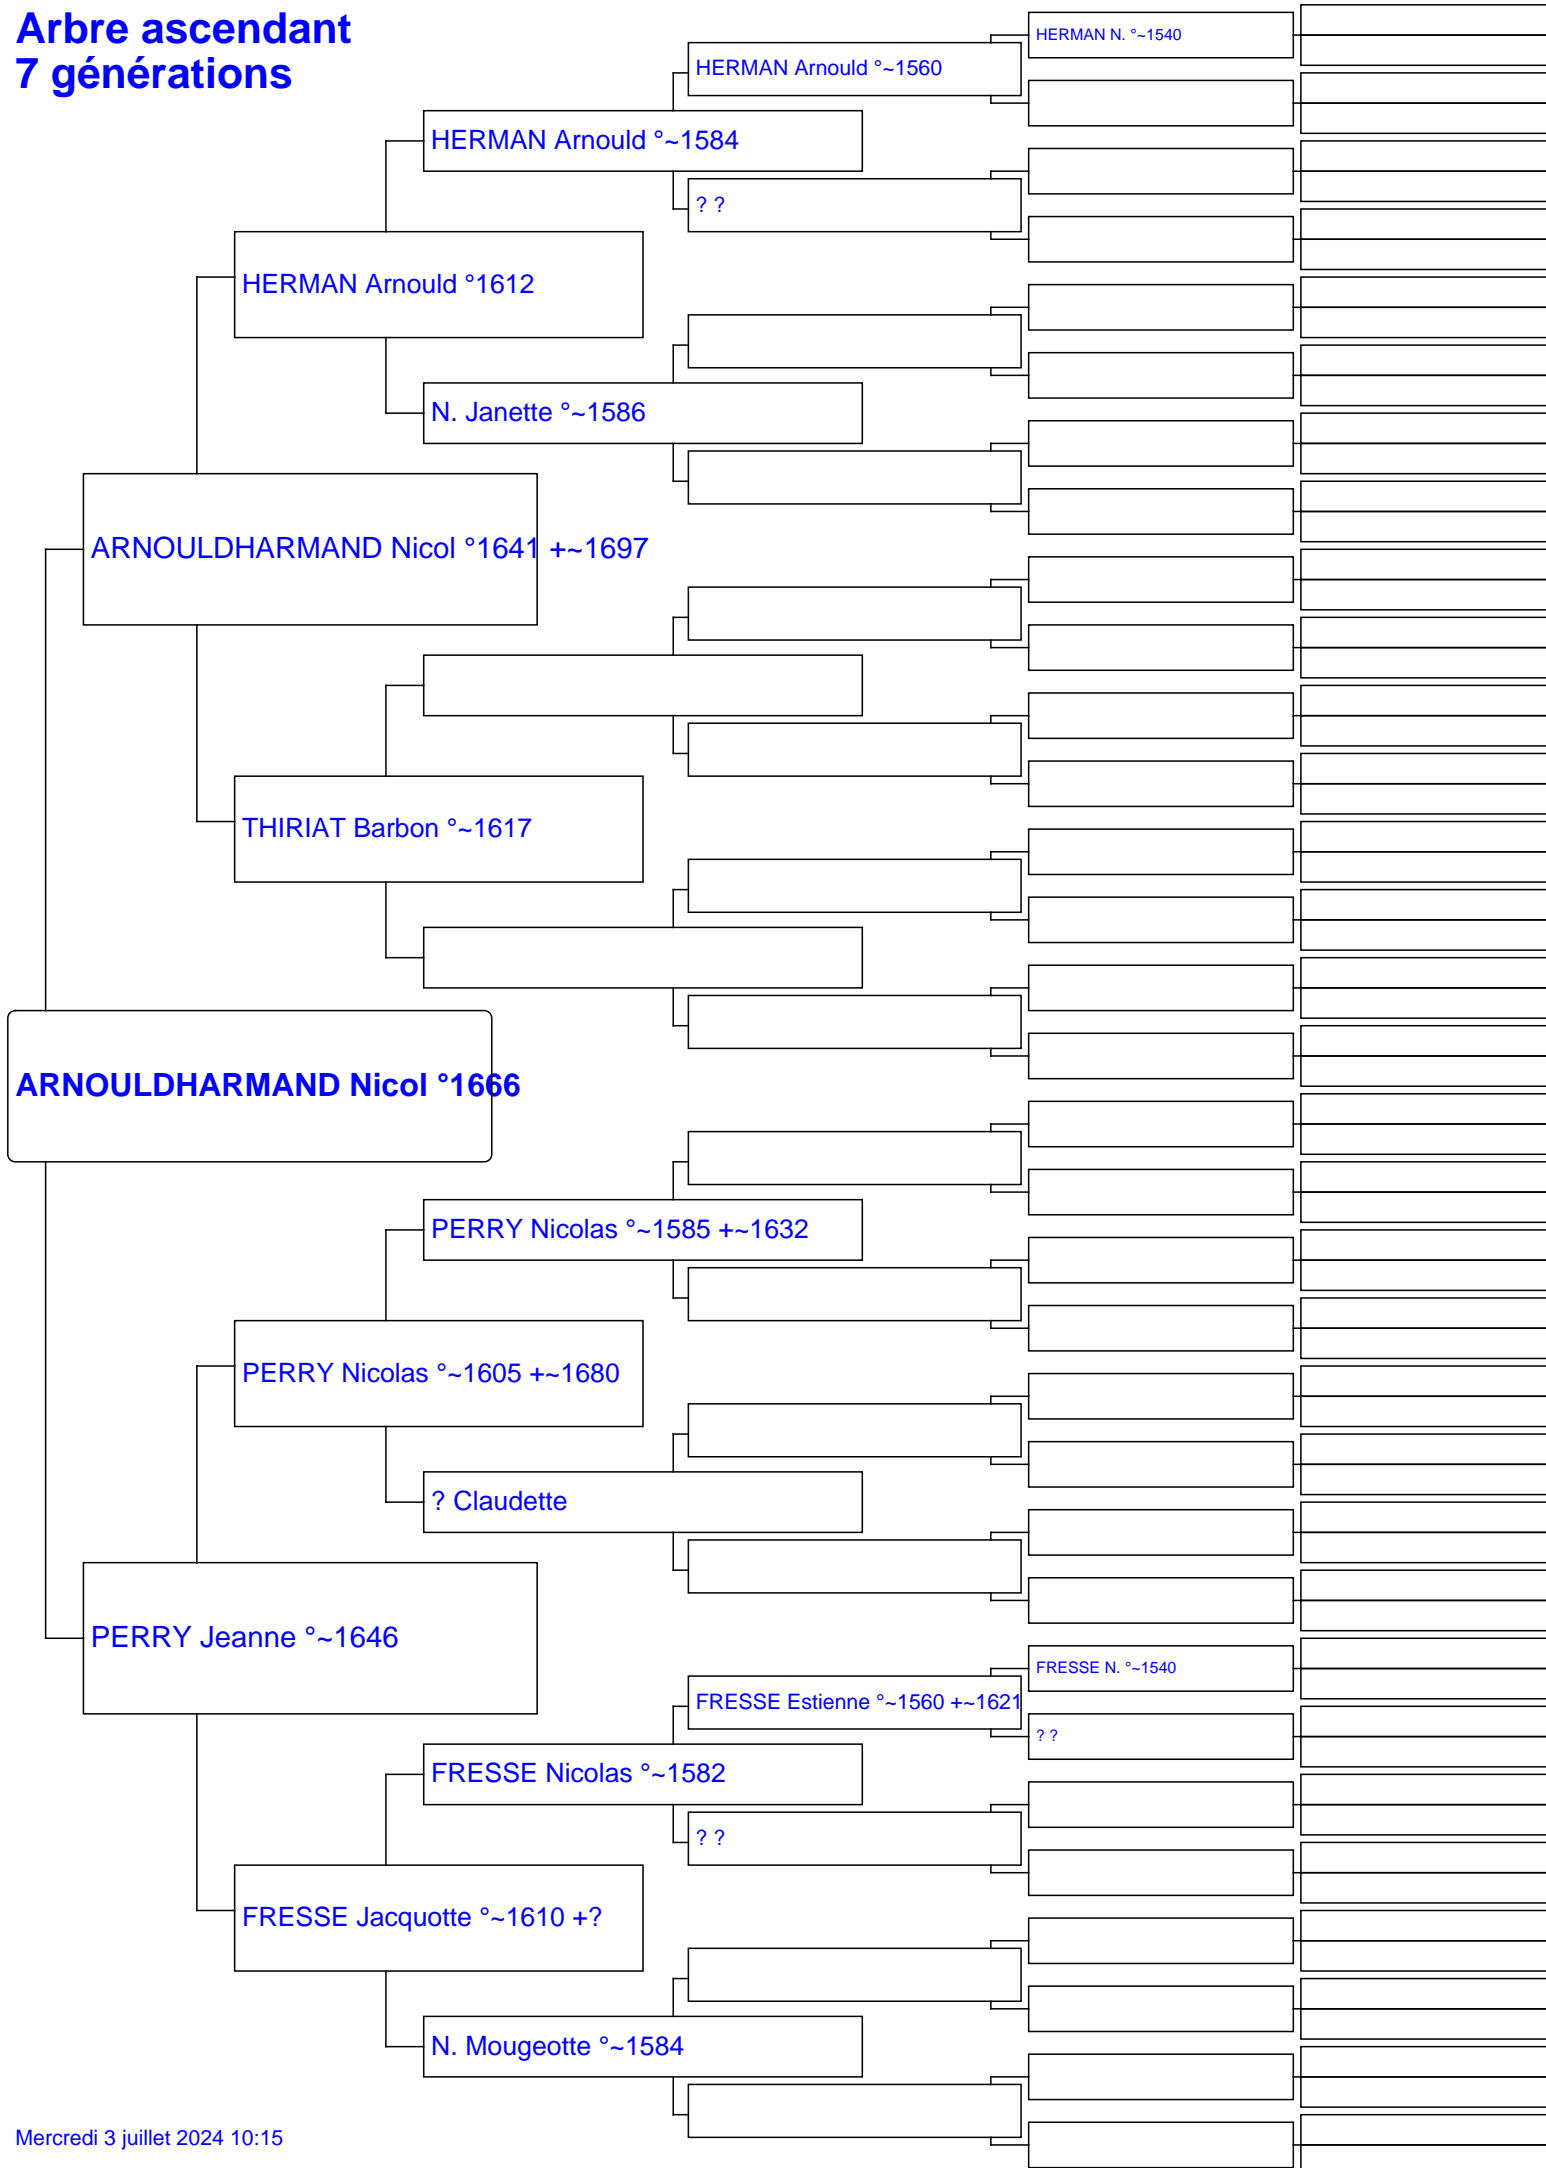 Arbre ascendant
7 générations
HERMAN N. °~1540
HERMAN Arnould °~1560
HERMAN Arnould °~1584
? ?
HERMAN Arnould °1612
N. Janette °~1586
ARNOULDHARMAND Nicol °1641 +~1697
THIRIAT Barbon °~1617
ARNOULDHARMAND Nicol °1666
PERRY Nicolas °~1585 +~1632
PERRY Nicolas °~1605 +~1680
? Claudette
PERRY Jeanne °~1646
FRESSE N. °~1540
FRESSE Estienne °~1560 +~1621
? ?
FRESSE Nicolas °~1582
? ?
FRESSE Jacquotte °~1610 +?
N. Mougeotte °~1584
Mercredi 3 juillet 2024 10:15